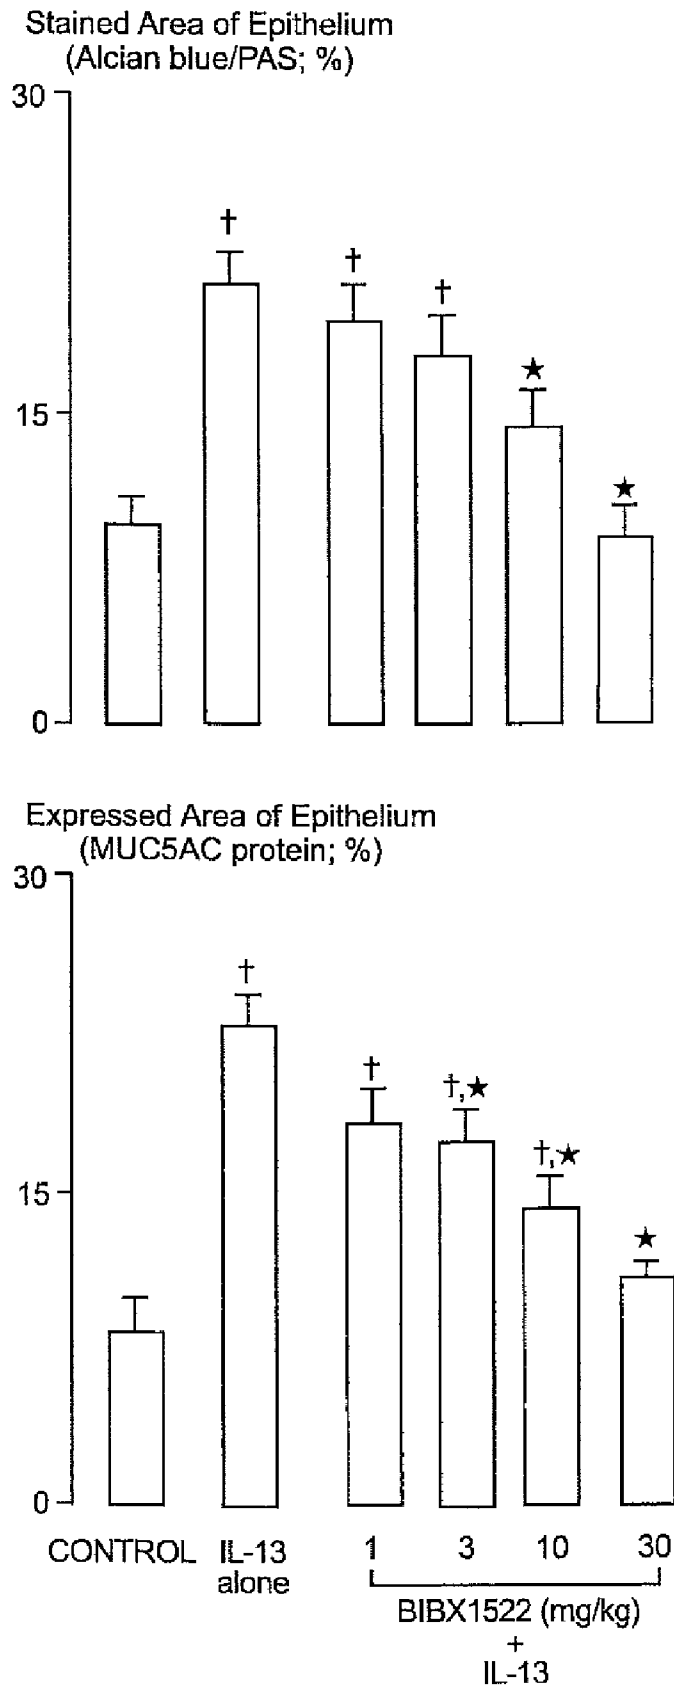 Stained Area of Epithelium
(Alcian blue/PAS; %)
30
†
†
†
★
15
★
0
Expressed Area of Epithelium
(MUC5AC protein; %)
30
†
†
†,★
†,★
15
★
0
CONTROL IL-13 alone 1 3 10 30
BIBX1522 (mg/kg)
+
IL-13